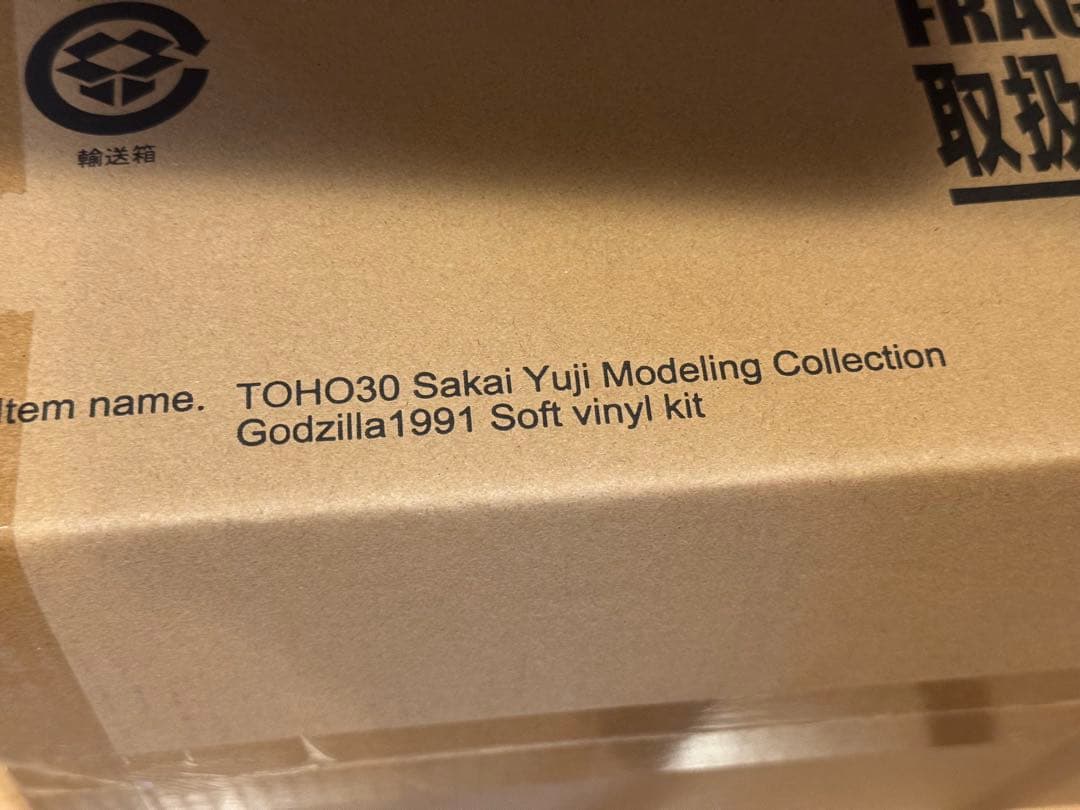 輸送箱
FRAG
取扱
Item name. TOHO30 Sakai Yuji Modeling Collection
Godzilla1991 Soft vinyl kit